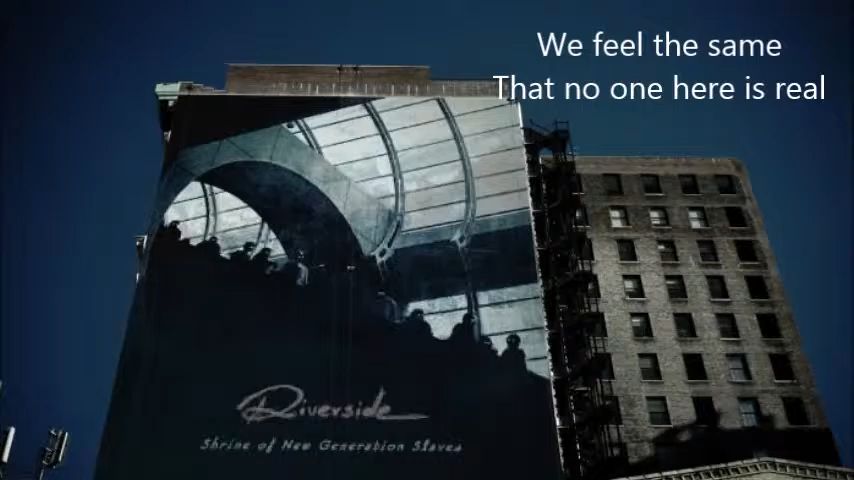 We feel the same
That no one here is real
Riverside
Shrine of New Generation Slaves